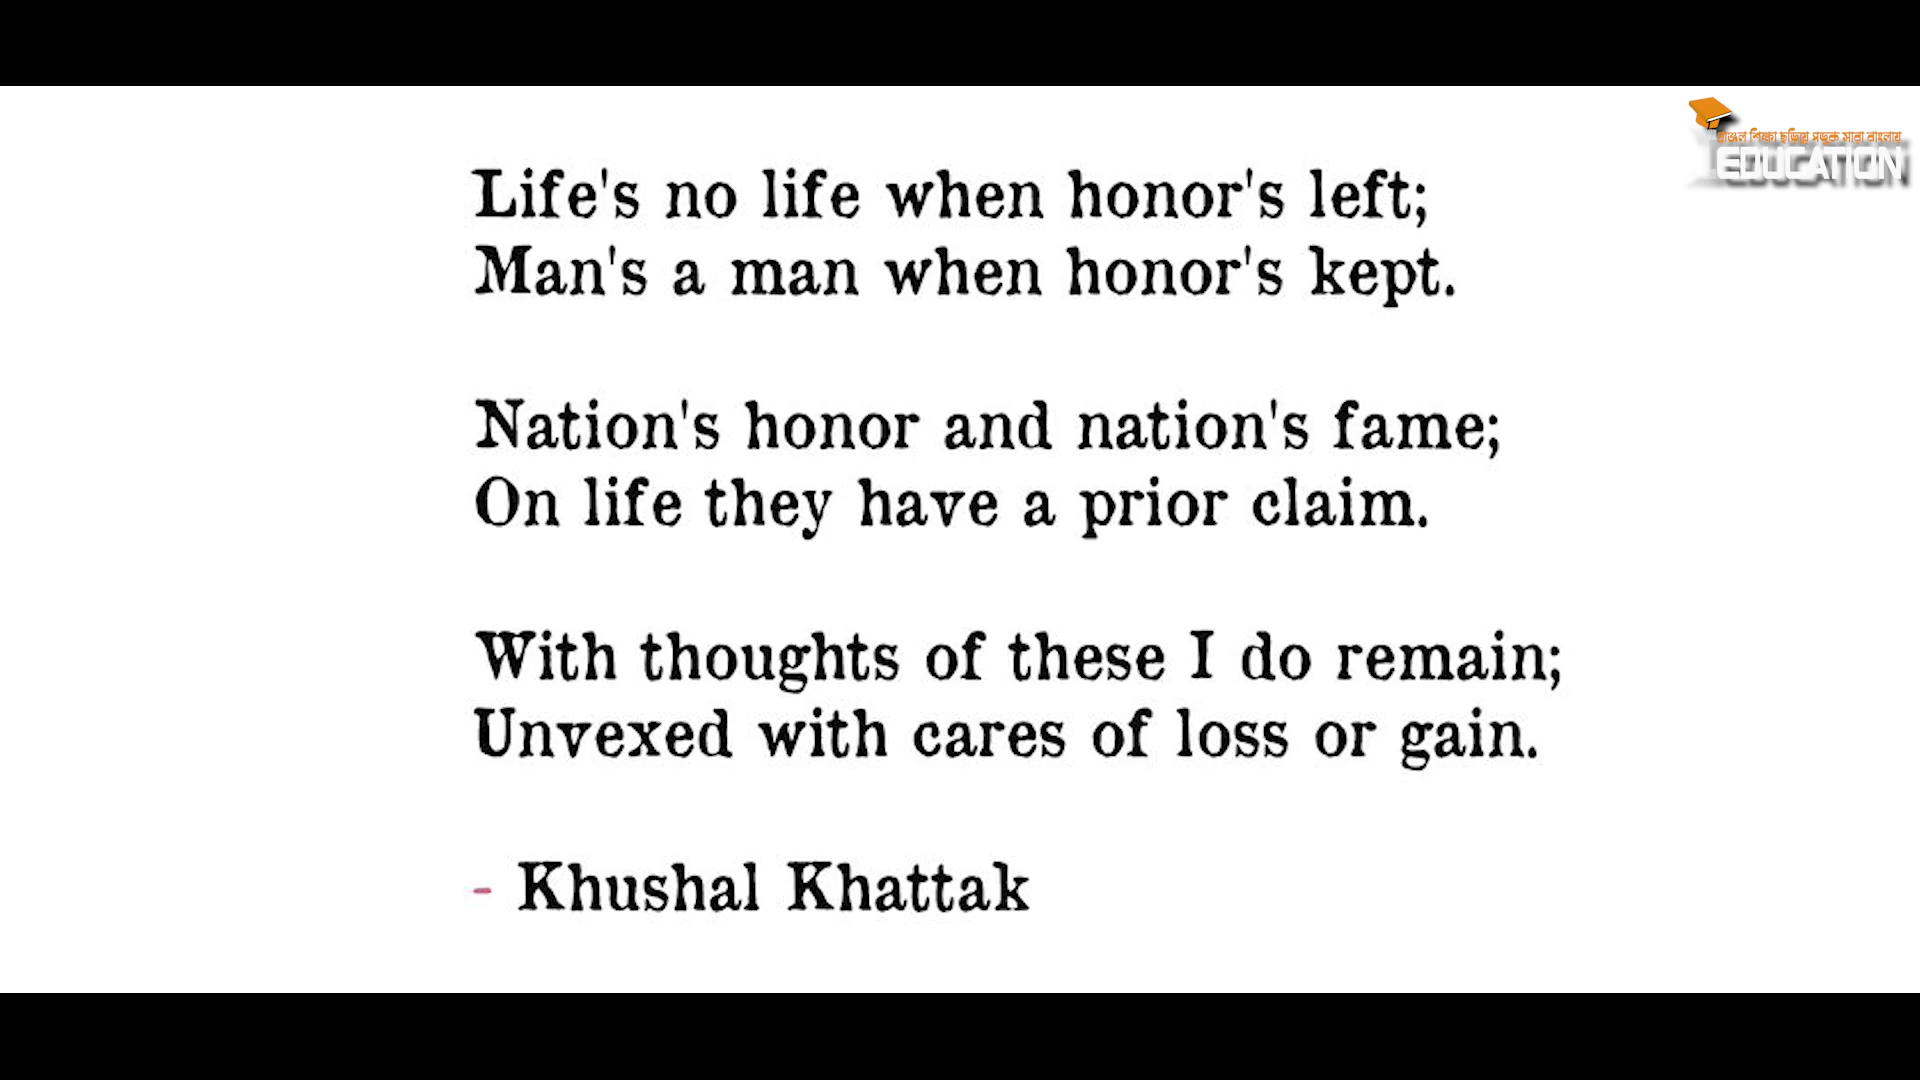 Life's no life when honor's left;
Man's a man when honor's kept.
Nation's honor and nation's fame;
On life they have a prior claim.
With thoughts of these I do remain;
Unvexed with cares of loss or gain.
- Khushal Khattak
শিক্ষা ছড়িয়ে পড়ুক সারা বাংলায়
EDUCATION